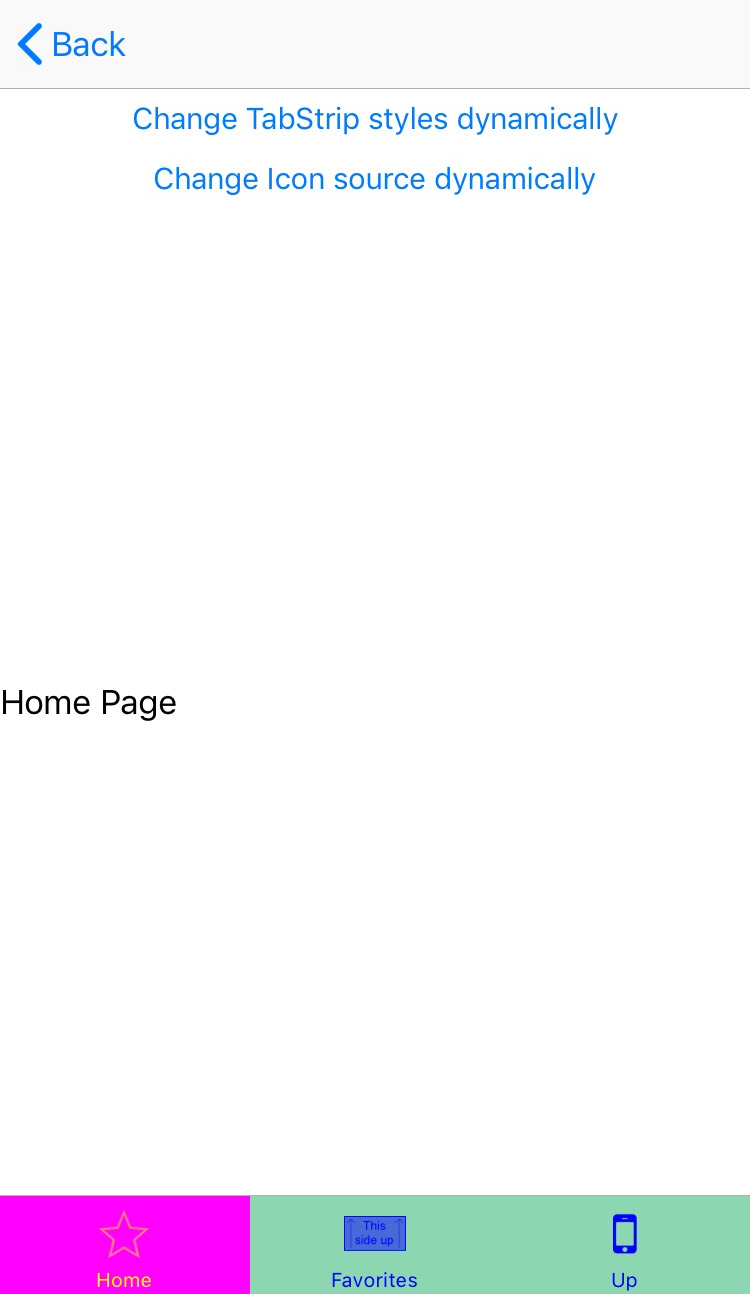 Back
Change TabStrip styles dynamically
Change Icon source dynamically
Home Page
This
side up
Home
Favorites
Up